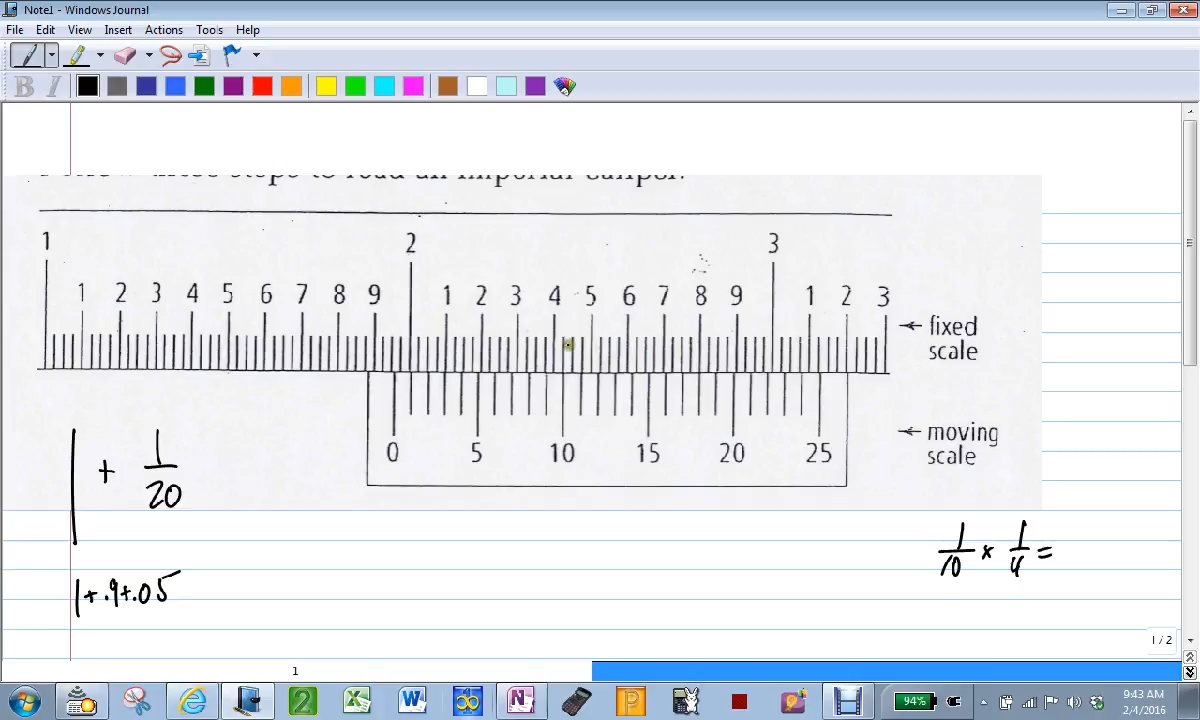 Note1 - Windows Journal
File Edit View Insert Actions Tools Help
B I
1 2 3
1 2 3 4 5 6 7 8 9 1 2 3 4 5 6 7 8 9 1 2 3
fixed
scale
0 5 10 15 20 25
moving
scale
1 + 1/20
1/10 × 1/4 =
1+.9+.05
1 / 2
1
2
94%
9:43 AM
2/4/2016